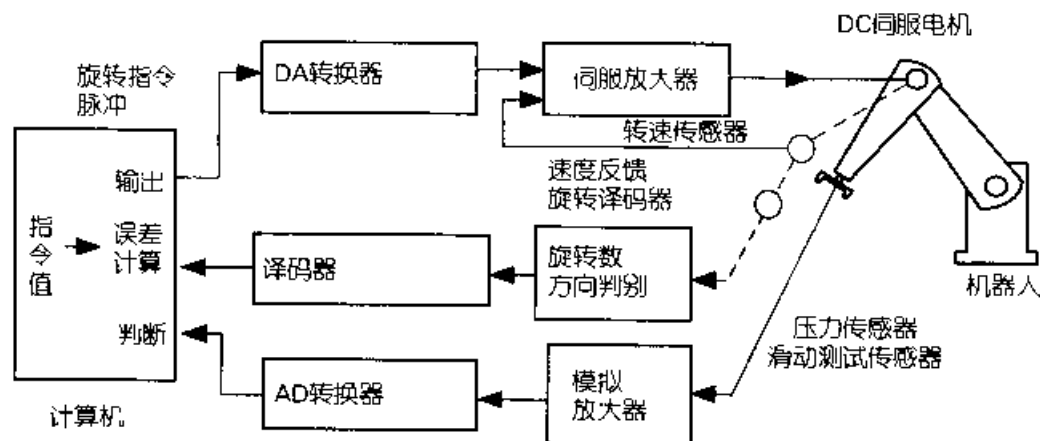 DC伺服电机
旋转指令
脉冲
DA转换器
伺服放大器
转速传感器
输出
速度反馈
旋转译码器
指令值
误差
计算
译码器
旋转数
方向判别
机器人
判断
压力传感器
滑动测试传感器
AD转换器
模拟
放大器
计算机